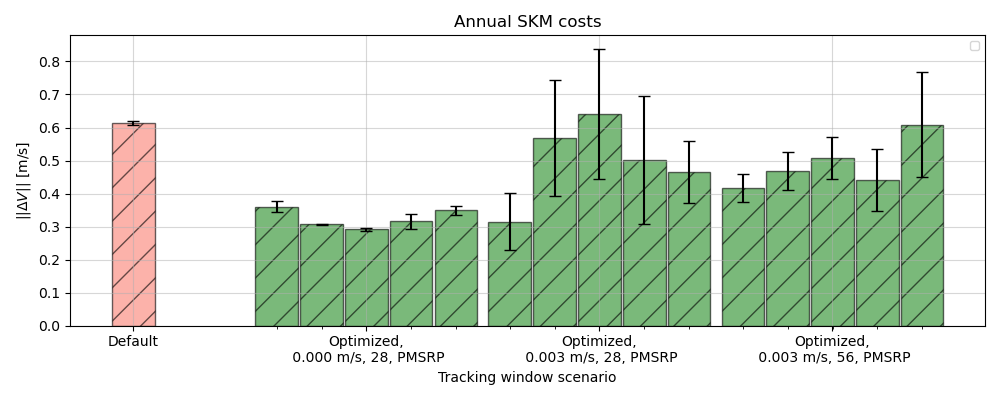 Annual SKM costs
||ΔV|| [m/s]
0.8
0.7
0.6
0.5
0.4
0.3
0.2
0.1
0.0
Default
Optimized,
0.000 m/s, 28, PMSRP
Optimized,
0.003 m/s, 28, PMSRP
Optimized,
0.003 m/s, 56, PMSRP
Tracking window scenario